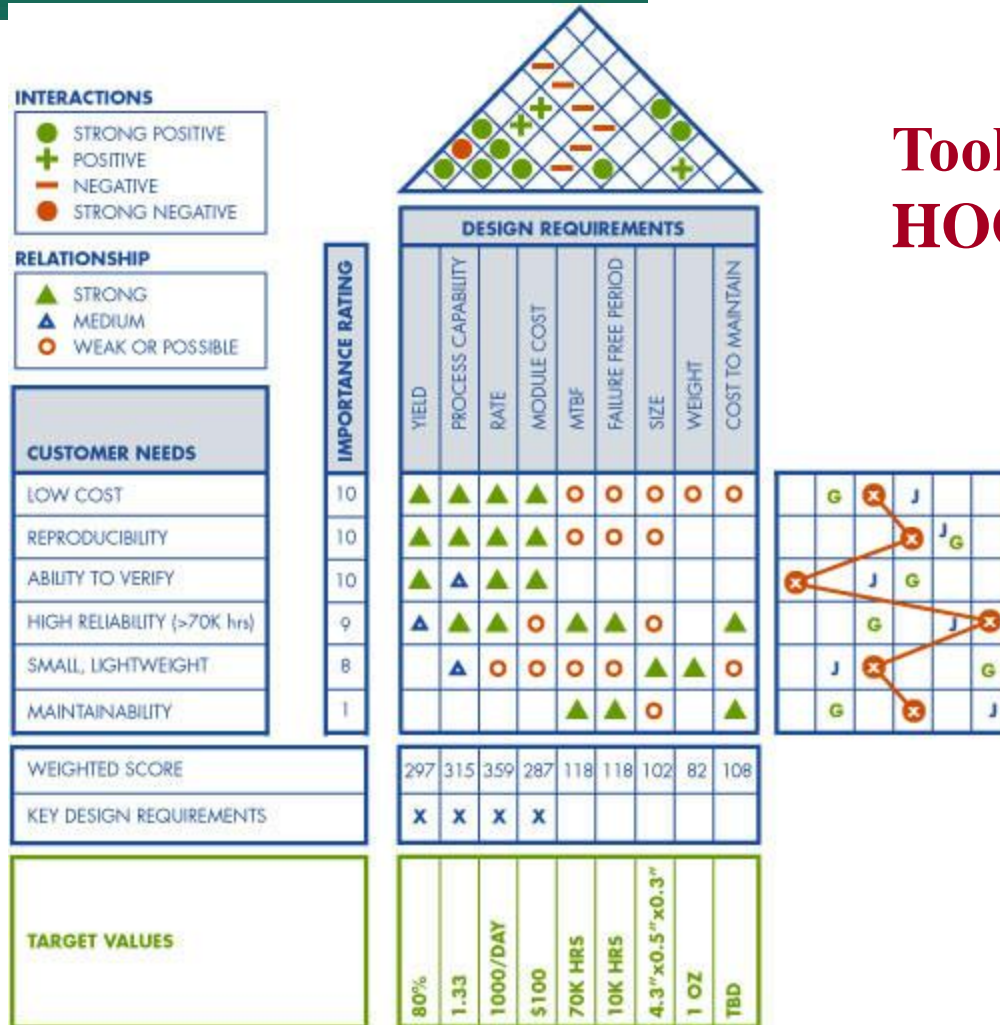 Tool
HO
INTERACTIONS
STRONG POSITIVE
POSITIVE
NEGATIVE
STRONG NEGATIVE
RELATIONSHIP
STRONG
MEDIUM
WEAK OR POSSIBLE
DESIGN REQUIREMENTS
IMPORTANCE RATING
YIELD
PROCESS CAPABILITY
RATE
MODULE COST
MTBF
FAILURE FREE PERIOD
SIZE
WEIGHT
COST TO MAINTAIN
CUSTOMER NEEDS
LOW COST 10 G X J
REPRODUCIBILITY 10 X J G
ABILITY TO VERIFY 10 X J G
HIGH RELIABILITY (>70K hrs) 9 G J X
SMALL, LIGHTWEIGHT 8 J X G
MAINTAINABILITY 1 G X J
WEIGHTED SCORE 297 315 359 287 118 118 102 82 108
KEY DESIGN REQUIREMENTS X X X X
TARGET VALUES
80%
1.33
1000/DAY
$100
70K HRS
10K HRS
4.3"x0.5"x0.3"
1 OZ
TBD